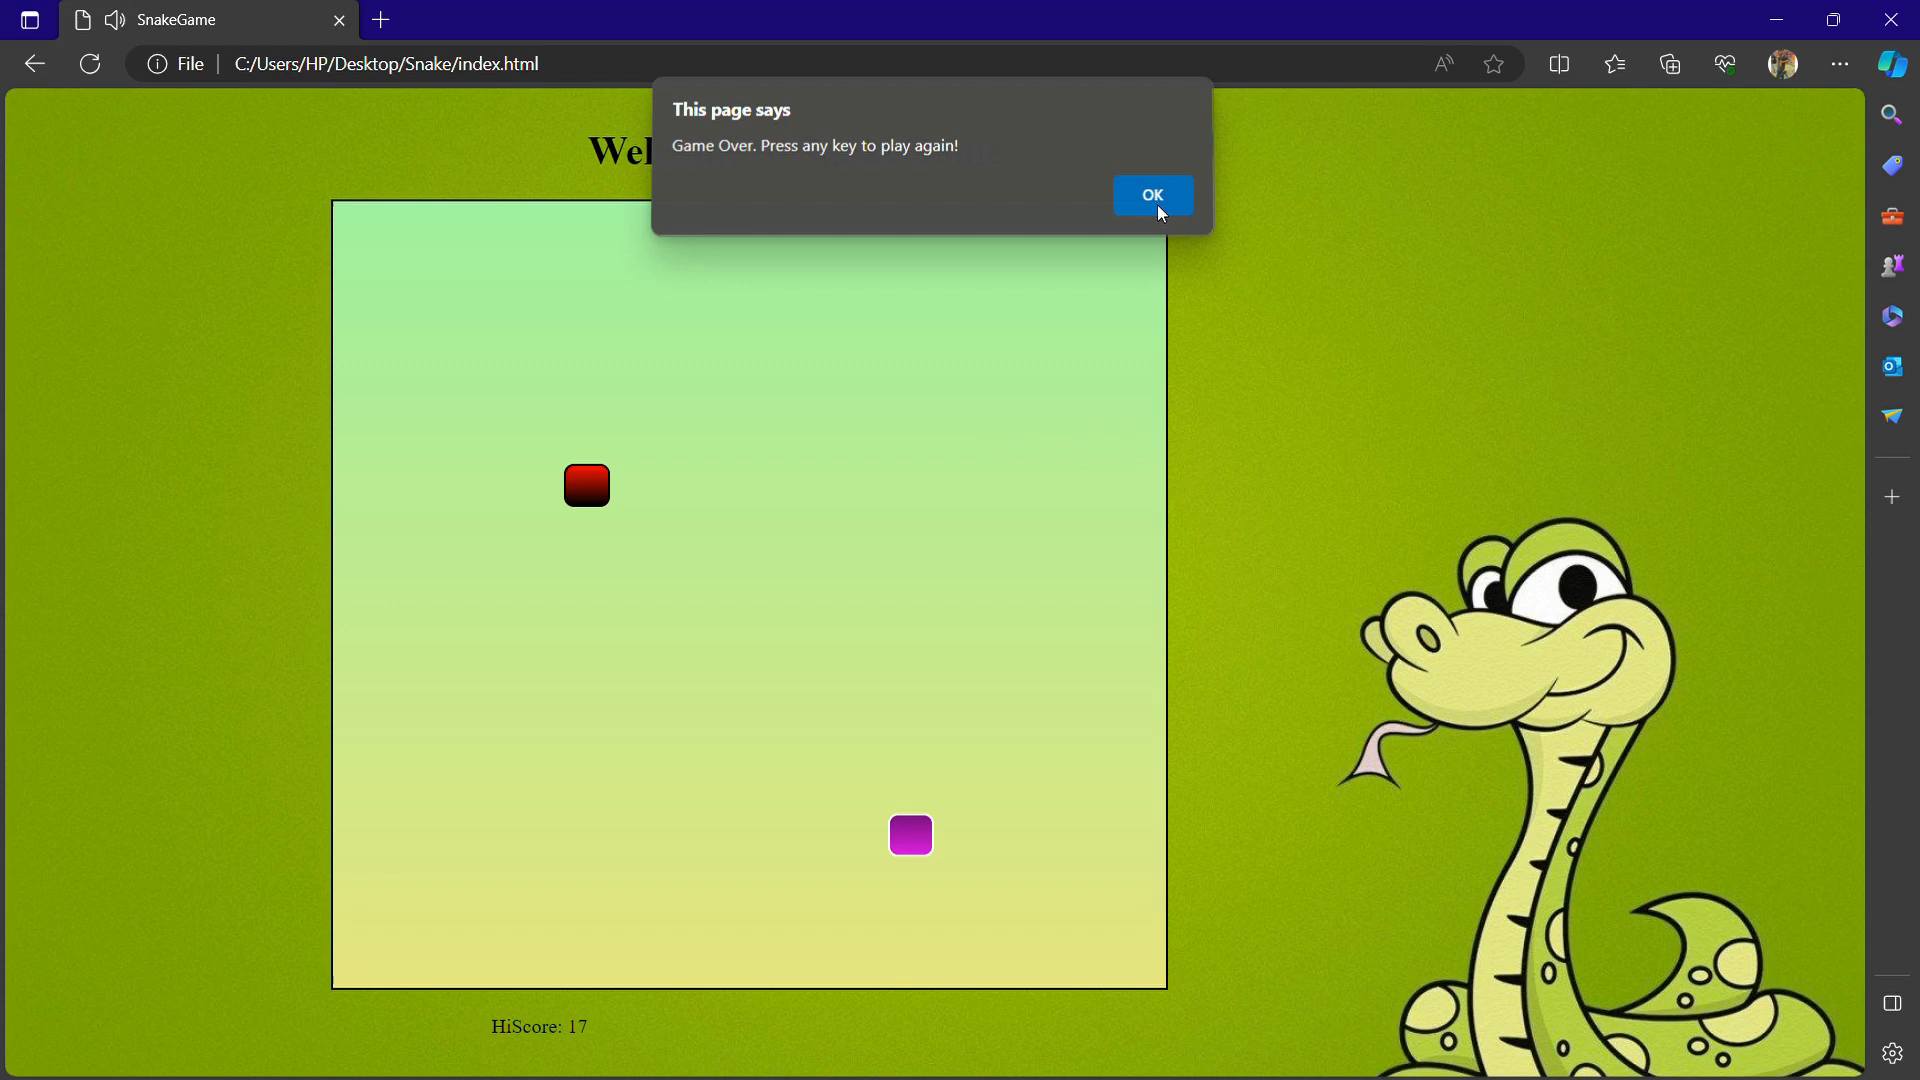 SnakeGame
File
C:/Users/HP/Desktop/Snake/index.html
This page says
Game Over. Press any key to play again!
OK
HiScore: 17